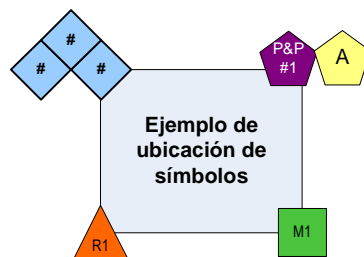 #
#
#
P&P
#1
A
Ejemplo de
ubicación de
símbolos
R1
M1